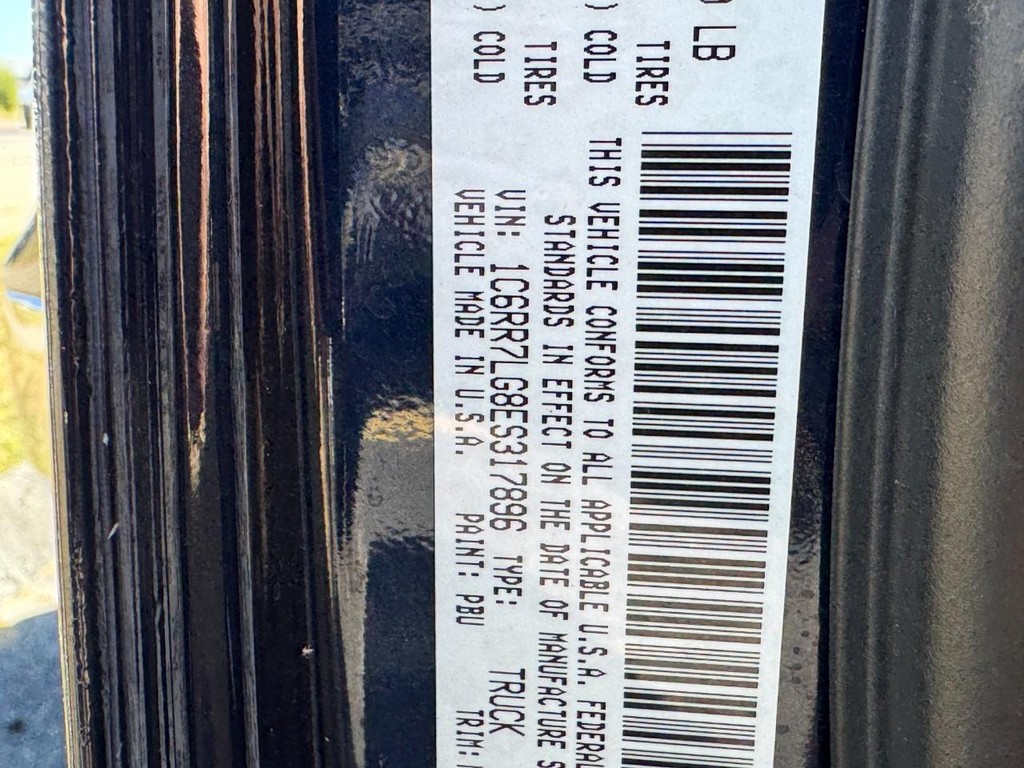 LB
TIRES
) COLD
TIRES
) COLD
THIS VEHICLE CONFORMS TO ALL APPLICABLE U.S.A. FEDERAL
STANDARDS IN EFFECT ON THE DATE OF MANUFACTURE S
VIN: 1C6RR7LG8ES317896 TYPE: TRUCK
VEHICLE MADE IN U.S.A. PAINT: PBU TRIM: